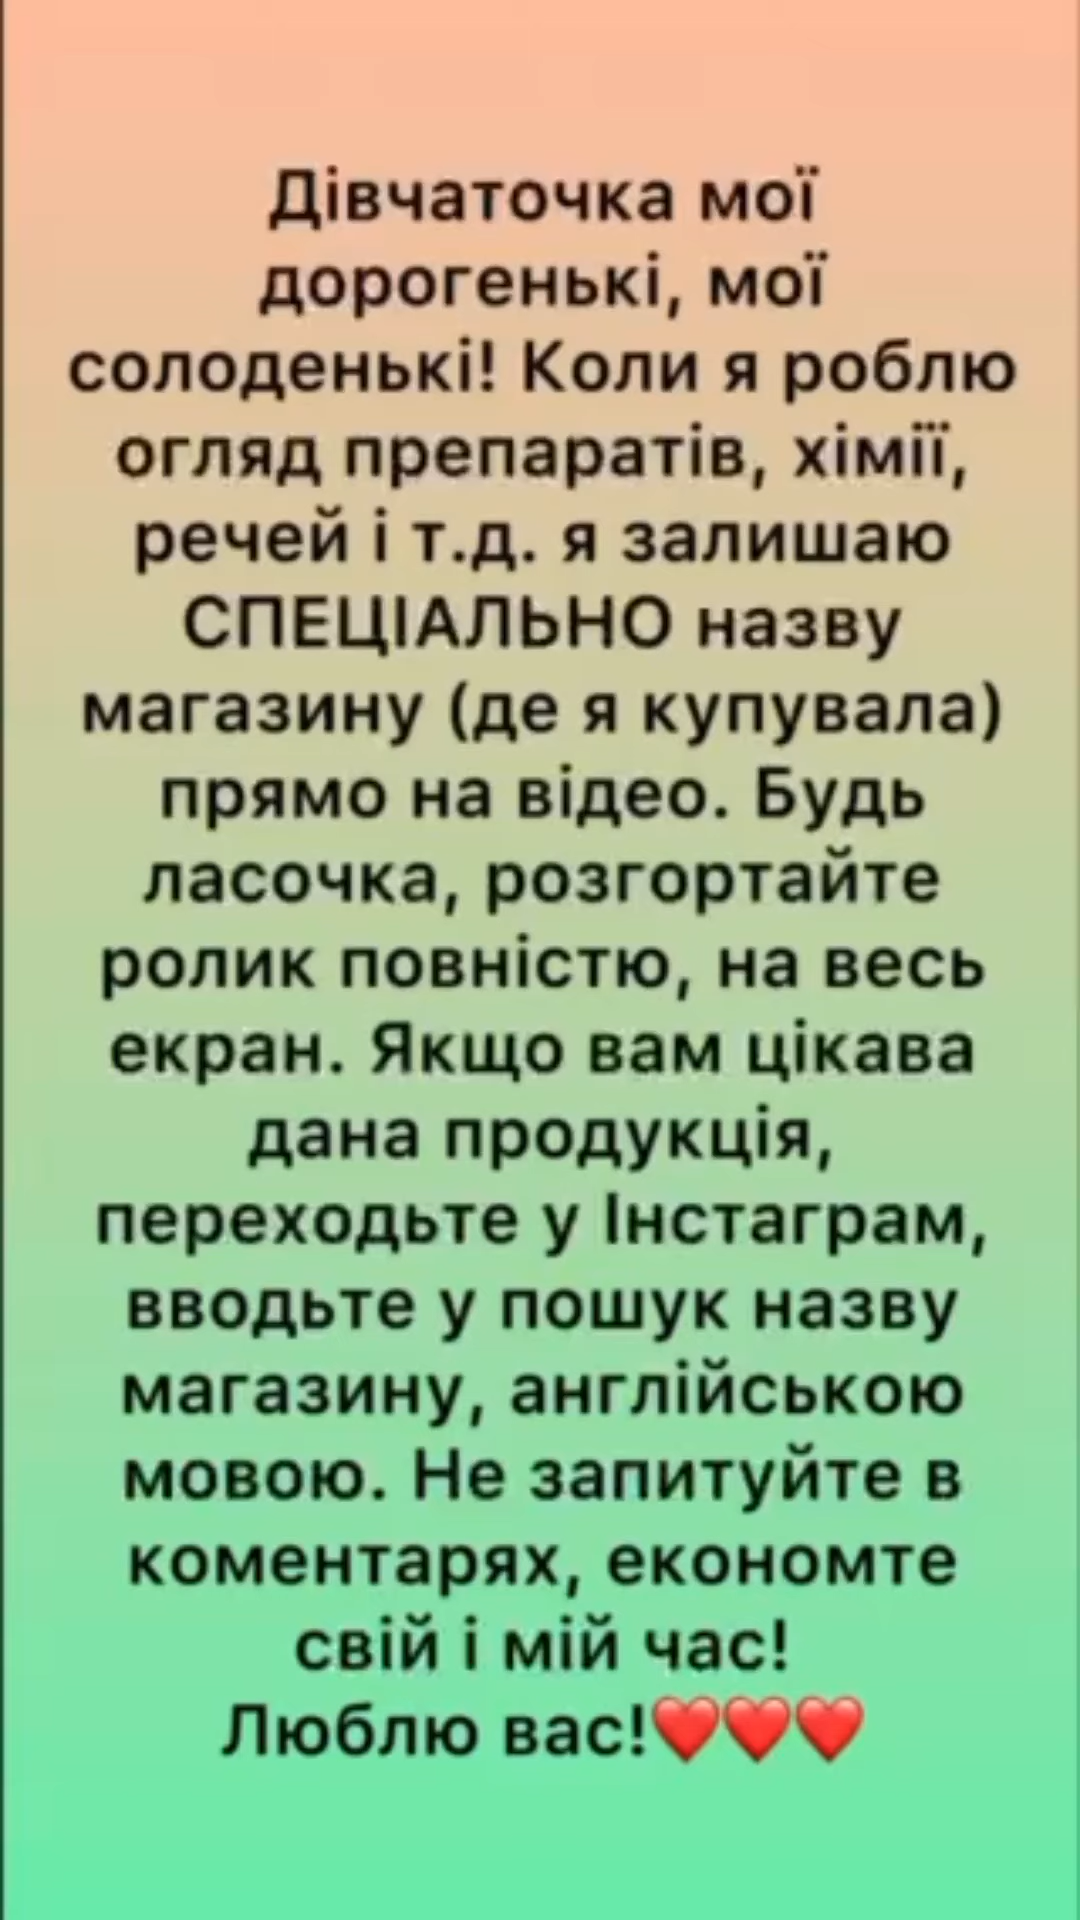 Дівчаточка мої
дорогенькі, мої
солоденькі! Коли я роблю
огляд препаратів, хімії,
речей і т.д. я залишаю
СПЕЦІАЛЬНО назву
магазину (де я купувала)
прямо на відео. Будь
ласочка, розгортайте
ролик повністю, на весь
екран. Якщо вам цікава
дана продукція,
переходьте у Інстаграм,
вводьте у пошук назву
магазину, англійською
мовою. Не запитуйте в
коментарях, економте
свій і мій час!
Люблю вас!❤️❤️❤️